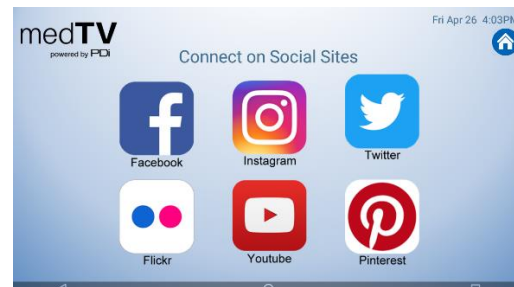 medTV
powered by PDi
Fri Apr 26 4:03PM
Connect on Social Sites
Facebook
Instagram
Twitter
Flickr
Youtube
Pinterest